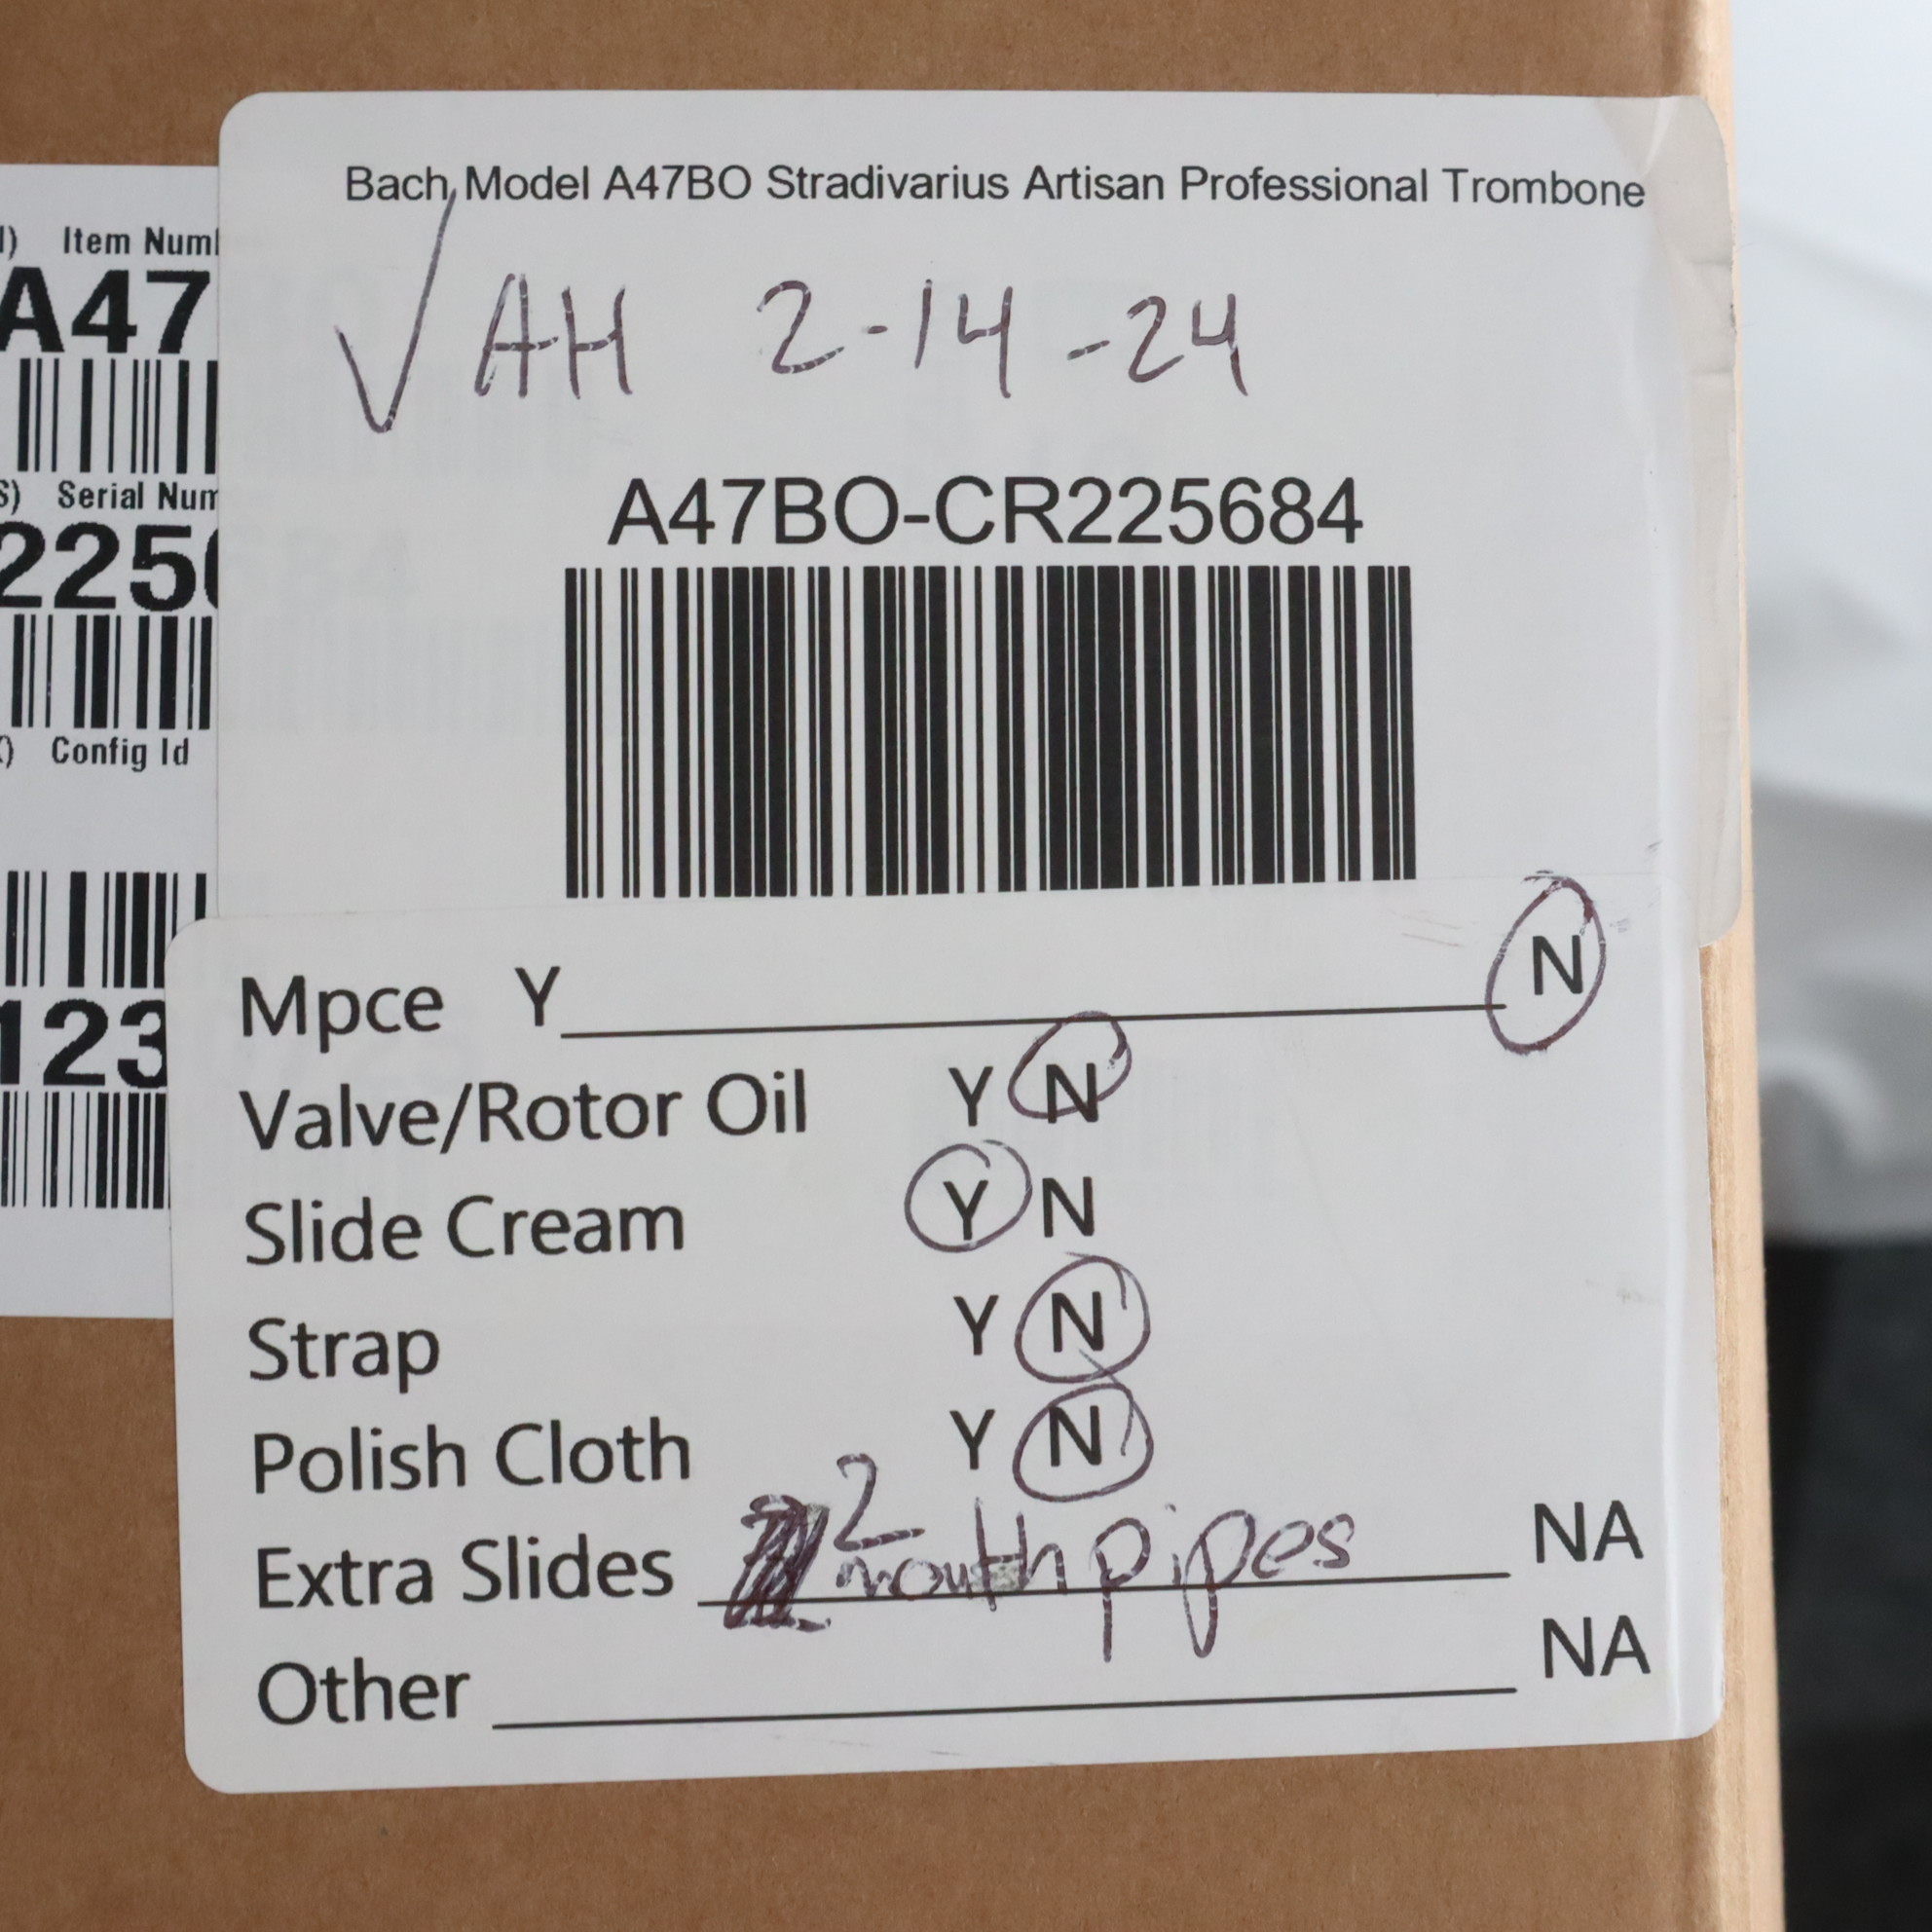 Bach Model A47BO Stradivarius Artisan Professional Trombone
√ AH 2-14-24
A47BO-CR225684
Item Num
A47
Serial Num
225
Config Id
123
Mpce Y N
Valve/Rotor Oil Y N
Slide Cream Y N
Strap Y N
Polish Cloth Y N
Extra Slides 2 mouthpipes NA
Other NA